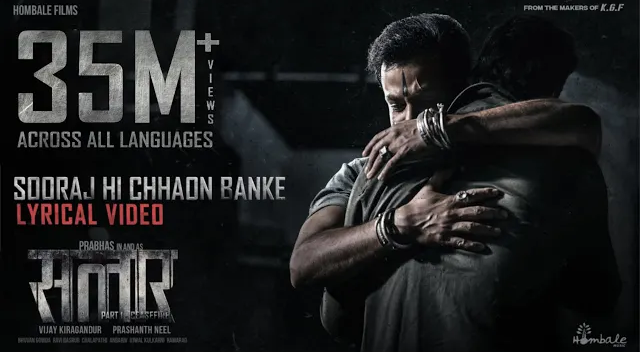 HOMBALE FILMS
FROM THE MAKERS OF K.G.F
35M+
VIEWS
ACROSS ALL LANGUAGES
SOORAJ HI CHHAON BANKE
LYRICAL VIDEO
PRABHAS IN AND AS
सालार
PART 1 CEASEFIRE
VIJAY KIRAGANDUR PRASHANTH NEEL
Hombale
MUSIC